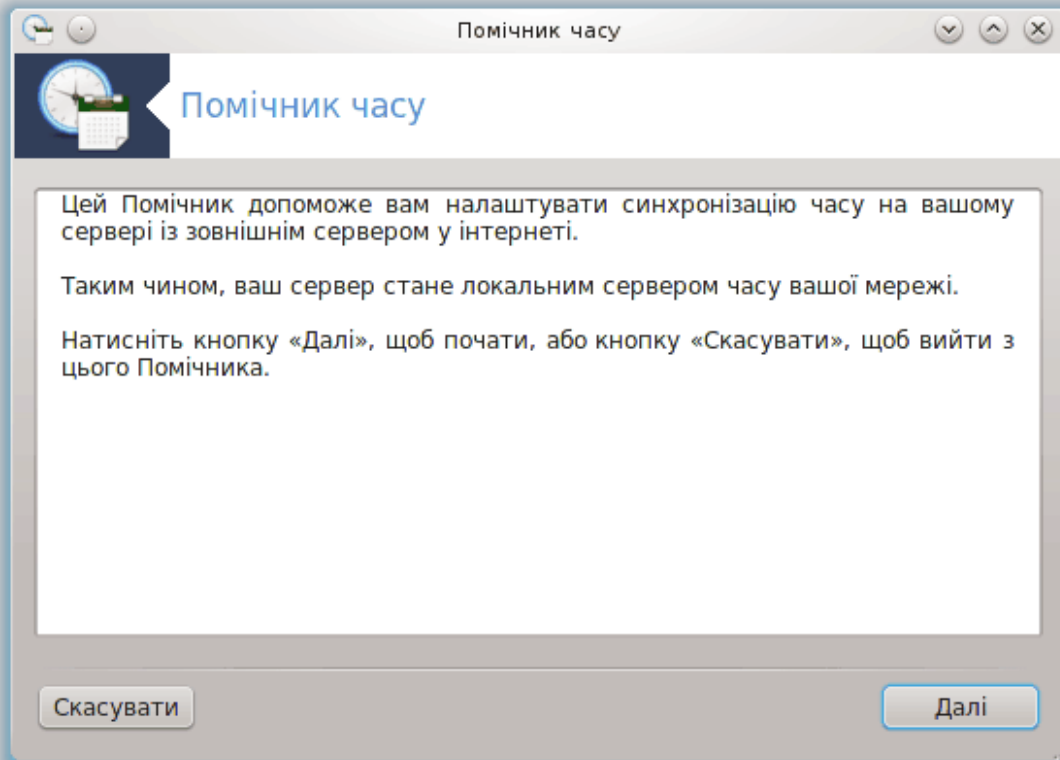 Помічник часу
Помічник часу
Цей Помічник допоможе вам налаштувати синхронізацію часу на вашому
сервері із зовнішнім сервером у інтернеті.
Таким чином, ваш сервер стане локальним сервером часу вашої мережі.
Натисніть кнопку «Далі», щоб почати, або кнопку «Скасувати», щоб вийти з
цього Помічника.
Скасувати
Далі